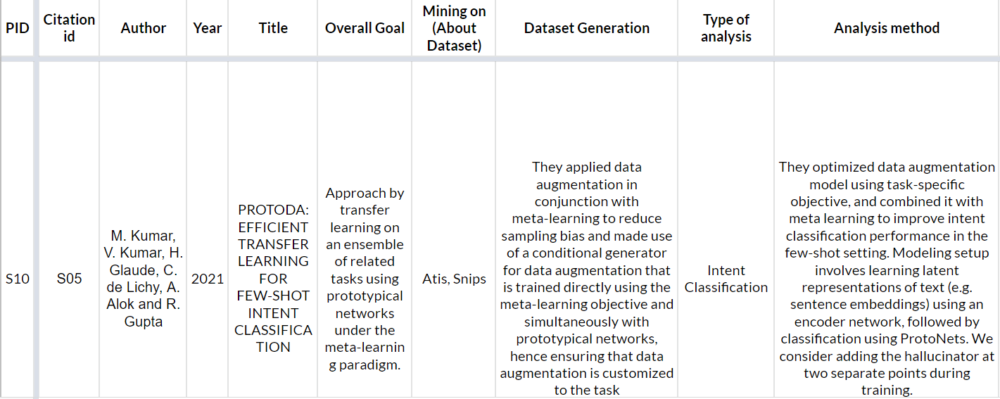 PID
Citation
id
Author
Year
Title
Overall Goal
Mining on
(About
Dataset)
Dataset Generation
Type of
analysis
Analysis method
S10
S05
M. Kumar,
V. Kumar, H.
Glaude, C.
de Lichy, A.
Alok and R.
Gupta
2021
PROTODA:
EFFICIENT
TRANSFER
LEARNING
FOR
FEW-SHOT
INTENT
CLASSIFICA
TION
Approach by
transfer
learning on
an ensemble
of related
tasks using
prototypical
networks
under the
meta-learnin
g paradigm.
Atis, Snips
They applied data
augmentation in
conjunction with
meta-learning to reduce
sampling bias and made use
of a conditional generator
for data augmentation that
is trained directly using the
meta-learning objective and
simultaneously with
prototypical networks,
hence ensuring that data
augmentation is customized
to the task
Intent
Classification
They optimized data augmentation
model using task-specific
objective, and combined it with
meta learning to improve intent
classification performance in the
few-shot setting. Modeling setup
involves learning latent
representations of text (e.g.
sentence embeddings) using an
encoder network, followed by
classification using ProtoNets. We
consider adding the hallucinator at
two separate points during
training.